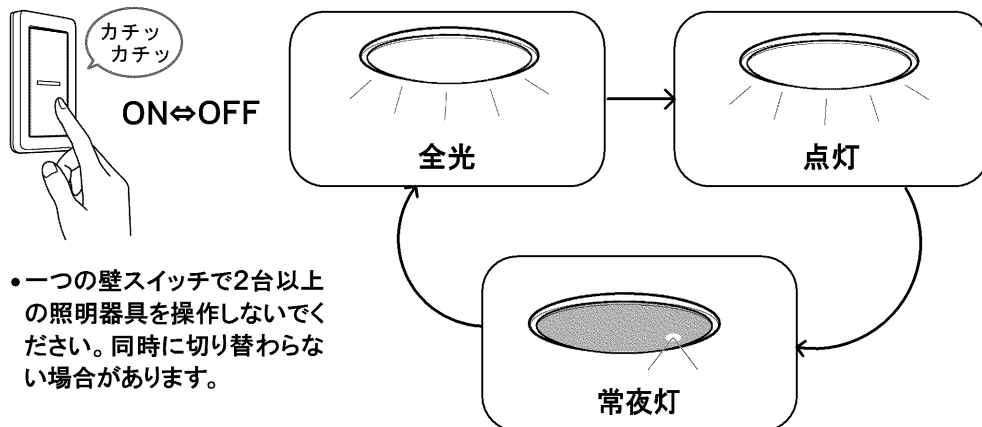 カチッ
カチッ
ON⇔OFF
全光
点灯
常夜灯
•一つの壁スイッチで2台以上
の照明器具を操作しないでく
ださい。同時に切り替わらな
い場合があります。